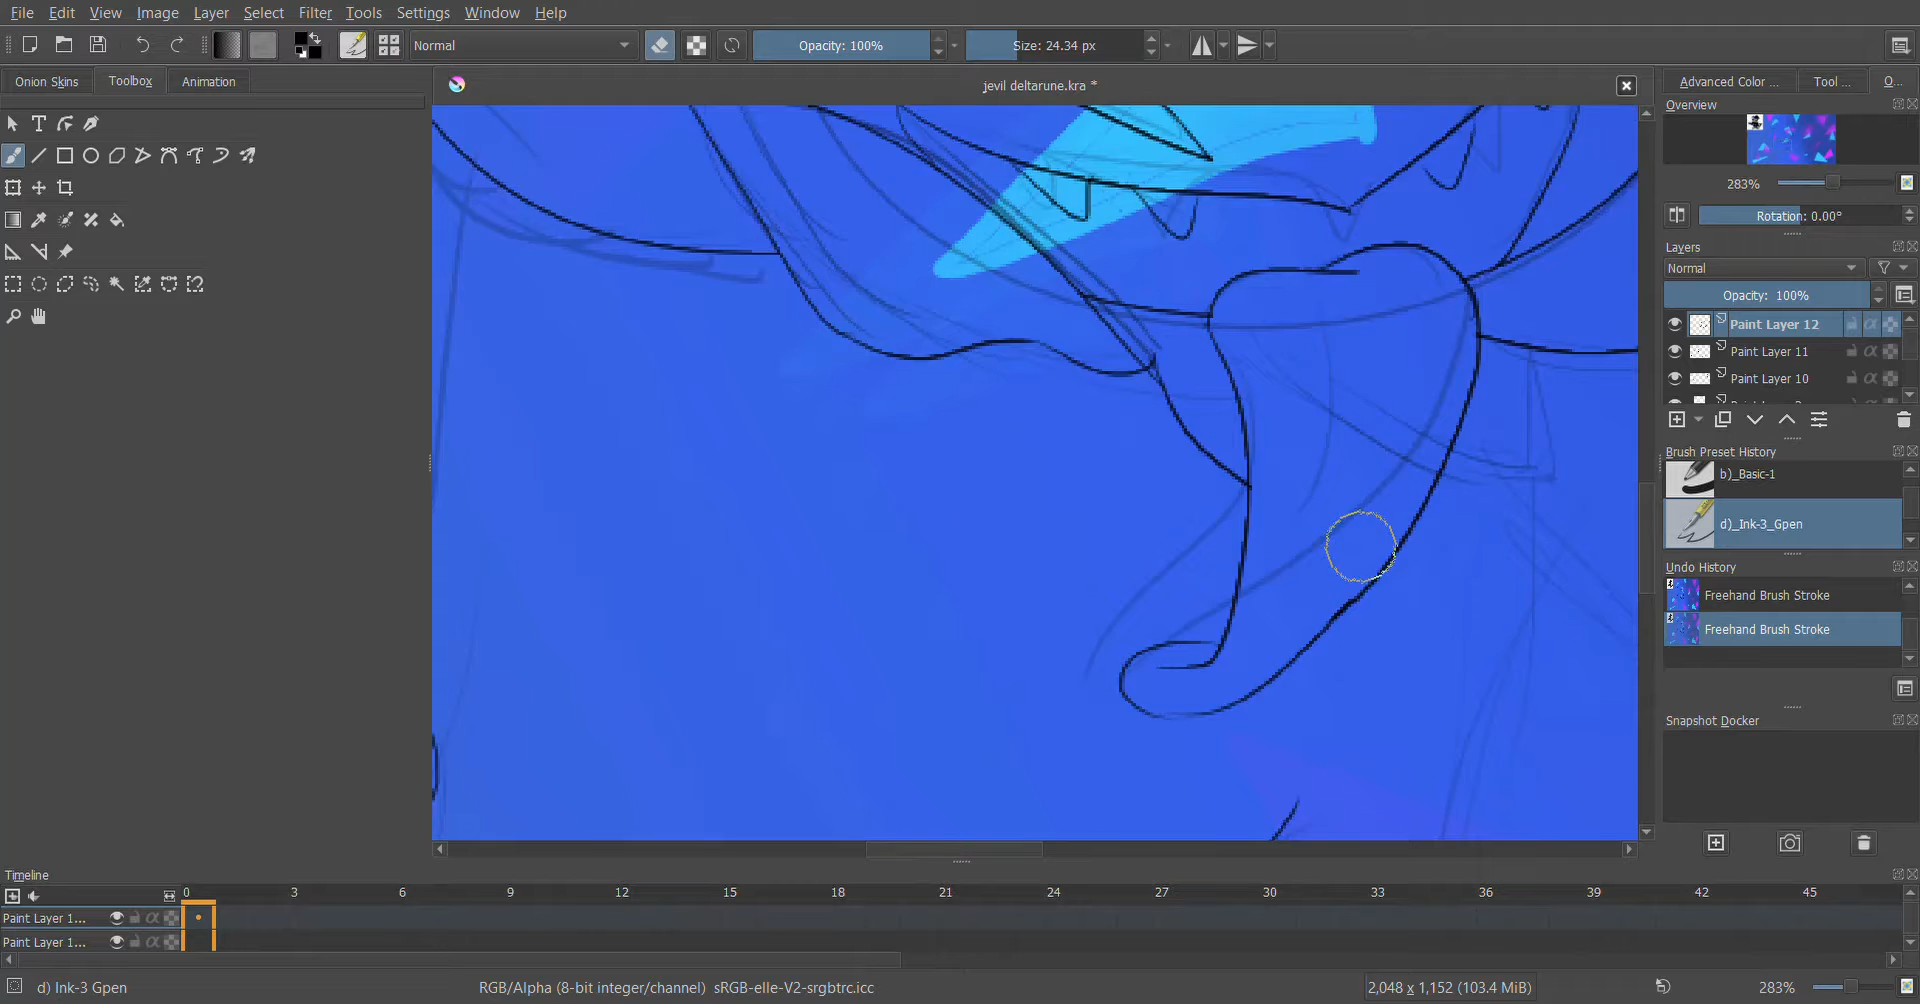 File Edit View Image Layer Select Filter Tools Settings Window Help
Normal Opacity: 100% Size: 24.34 px
Onion Skins Toolbox Animation
jevil deltarune.kra *
Advanced Color ... Tool ... O...
Overview
283%
Rotation: 0.00°
Layers
Normal
Opacity: 100%
Paint Layer 12
Paint Layer 11
Paint Layer 10
Brush Preset History
b)_Basic-1
d)_Ink-3_Gpen
Undo History
Freehand Brush Stroke
Freehand Brush Stroke
Snapshot Docker
Timeline
0 3 6 9 12 15 18 21 24 27 30 33 36 39 42 45
Paint Layer 1...
Paint Layer 1...
d) Ink-3 Gpen RGB/Alpha (8-bit integer/channel) sRGB-elle-V2-srgbtrc.icc 2,048 x 1,152 (103.4 MiB) 283%